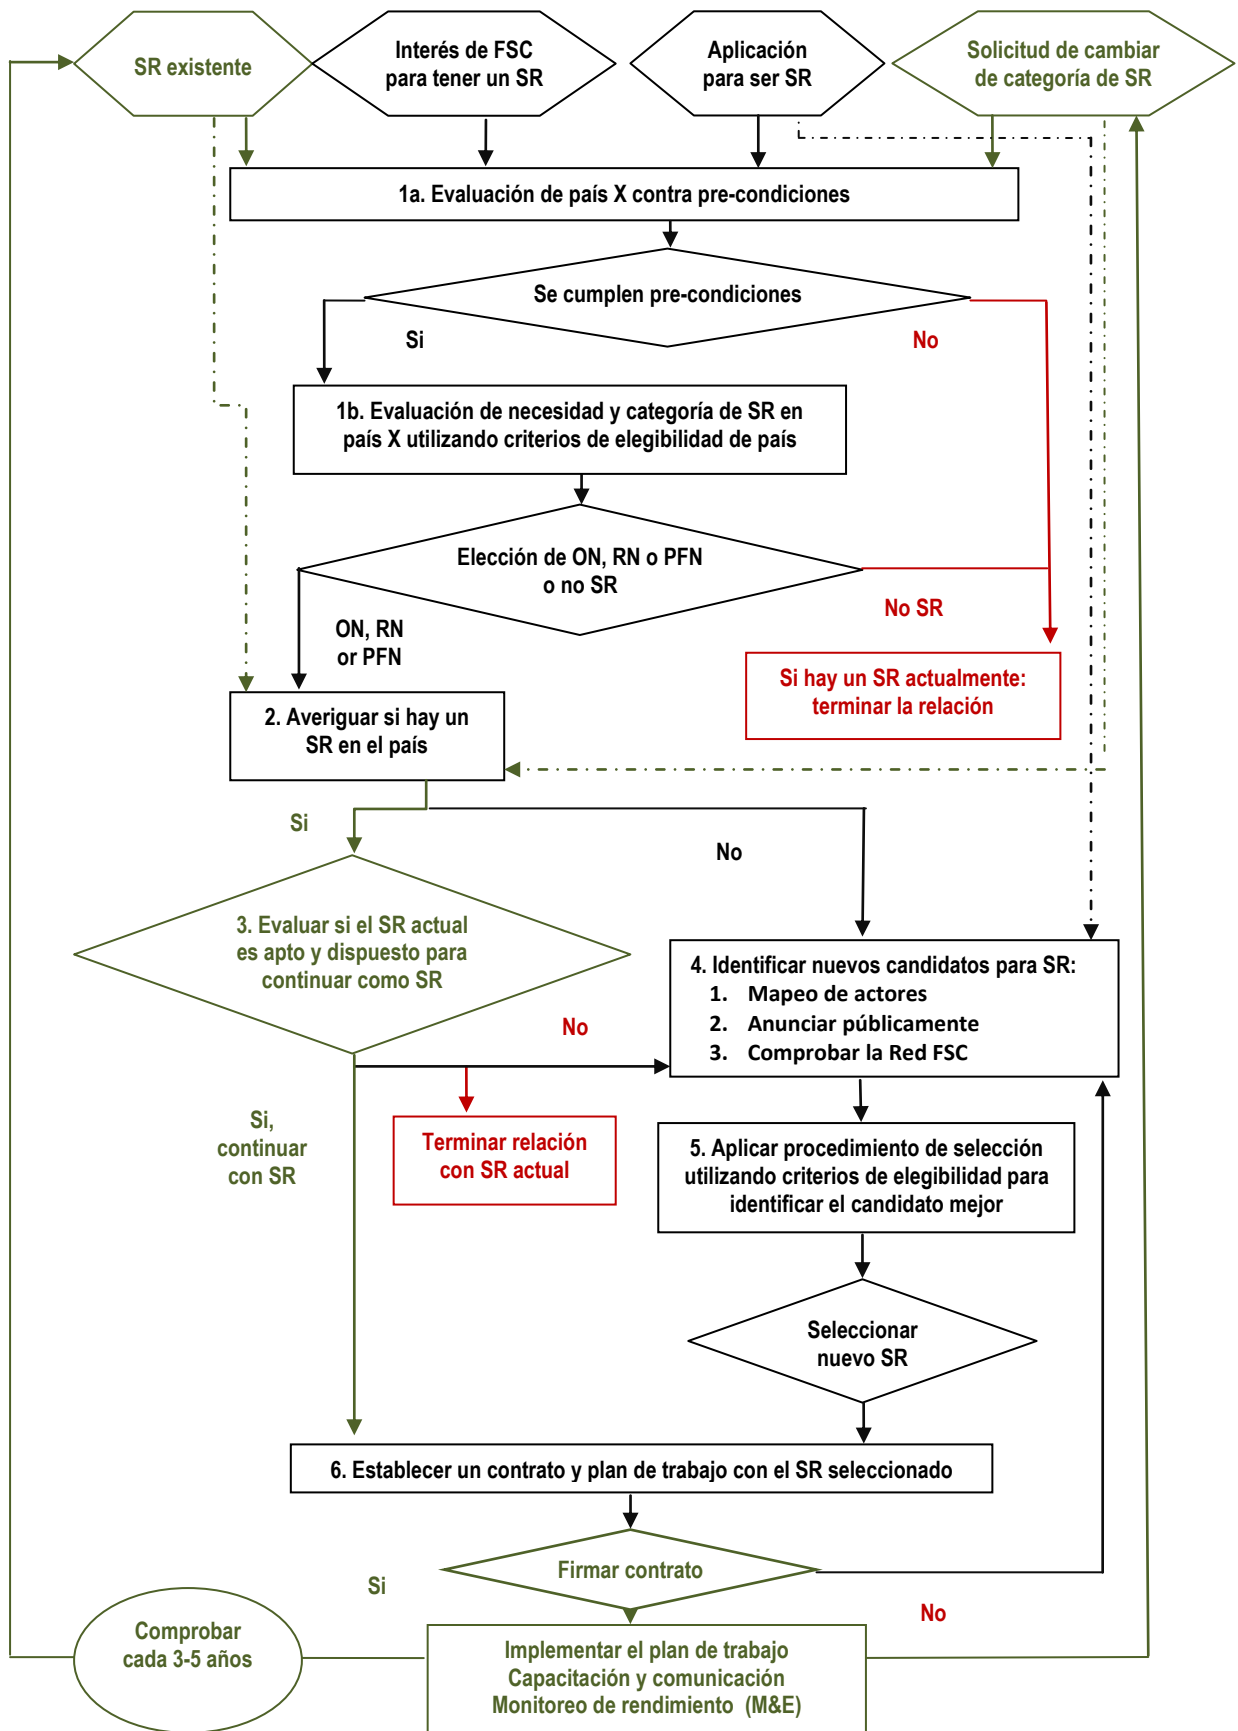 SR existente
Interés de FSC
para tener un SR
Aplicación
para ser SR
Solicitud de cambiar
de categoría de SR
1a. Evaluación de país X contra pre-condiciones
Se cumplen pre-condiciones
Si
No
1b. Evaluación de necesidad y categoría de SR en
país X utilizando criterios de elegibilidad de país
Elección de ON, RN o PFN
o no SR
No SR
ON, RN
or PFN
Si hay un SR actualmente:
terminar la relación
2. Averiguar si hay un
SR en el país
Si
No
3. Evaluar si el SR actual
es apto y dispuesto para
continuar como SR
4. Identificar nuevos candidatos para SR:
1. Mapeo de actores
2. Anunciar públicamente
3. Comprobar la Red FSC
No
Si,
continuar
con SR
Terminar relación
con SR actual
5. Aplicar procedimiento de selección
utilizando criterios de elegibilidad para
identificar el candidato mejor
Seleccionar
nuevo SR
6. Establecer un contrato y plan de trabajo con el SR seleccionado
Firmar contrato
Si
No
Comprobar
cada 3-5 años
Implementar el plan de trabajo
Capacitación y comunicación
Monitoreo de rendimiento (M&E)